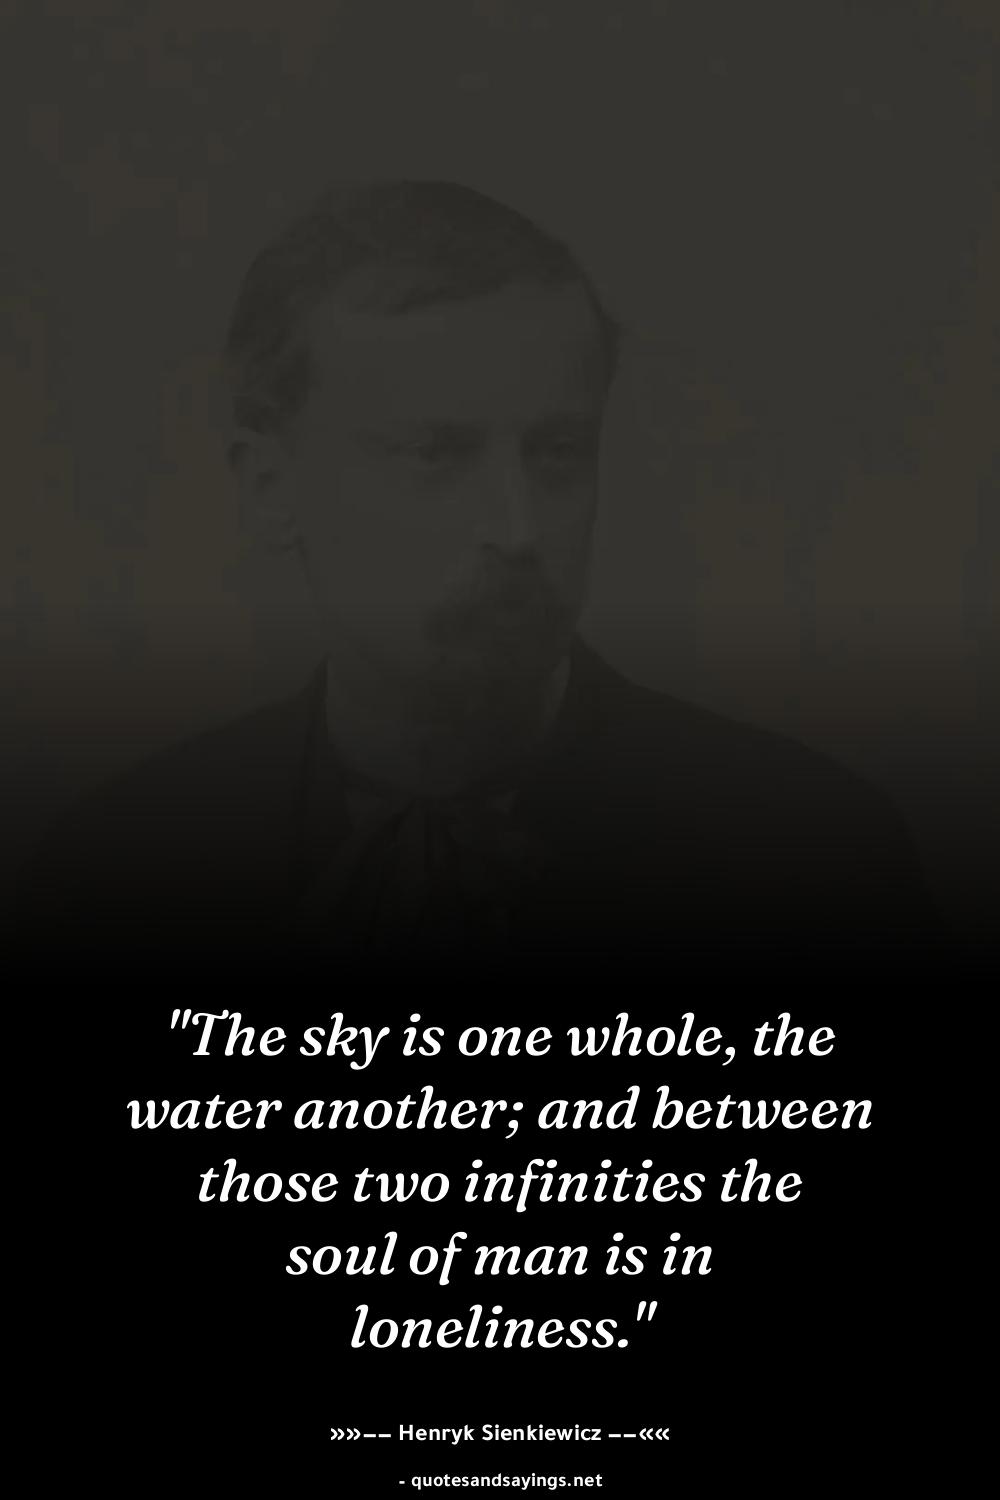 "The sky is one whole, the
water another; and between
those two infinities the
soul of man is in
loneliness."
»»–– Henryk Sienkiewicz ––««
- quotesandsayings.net